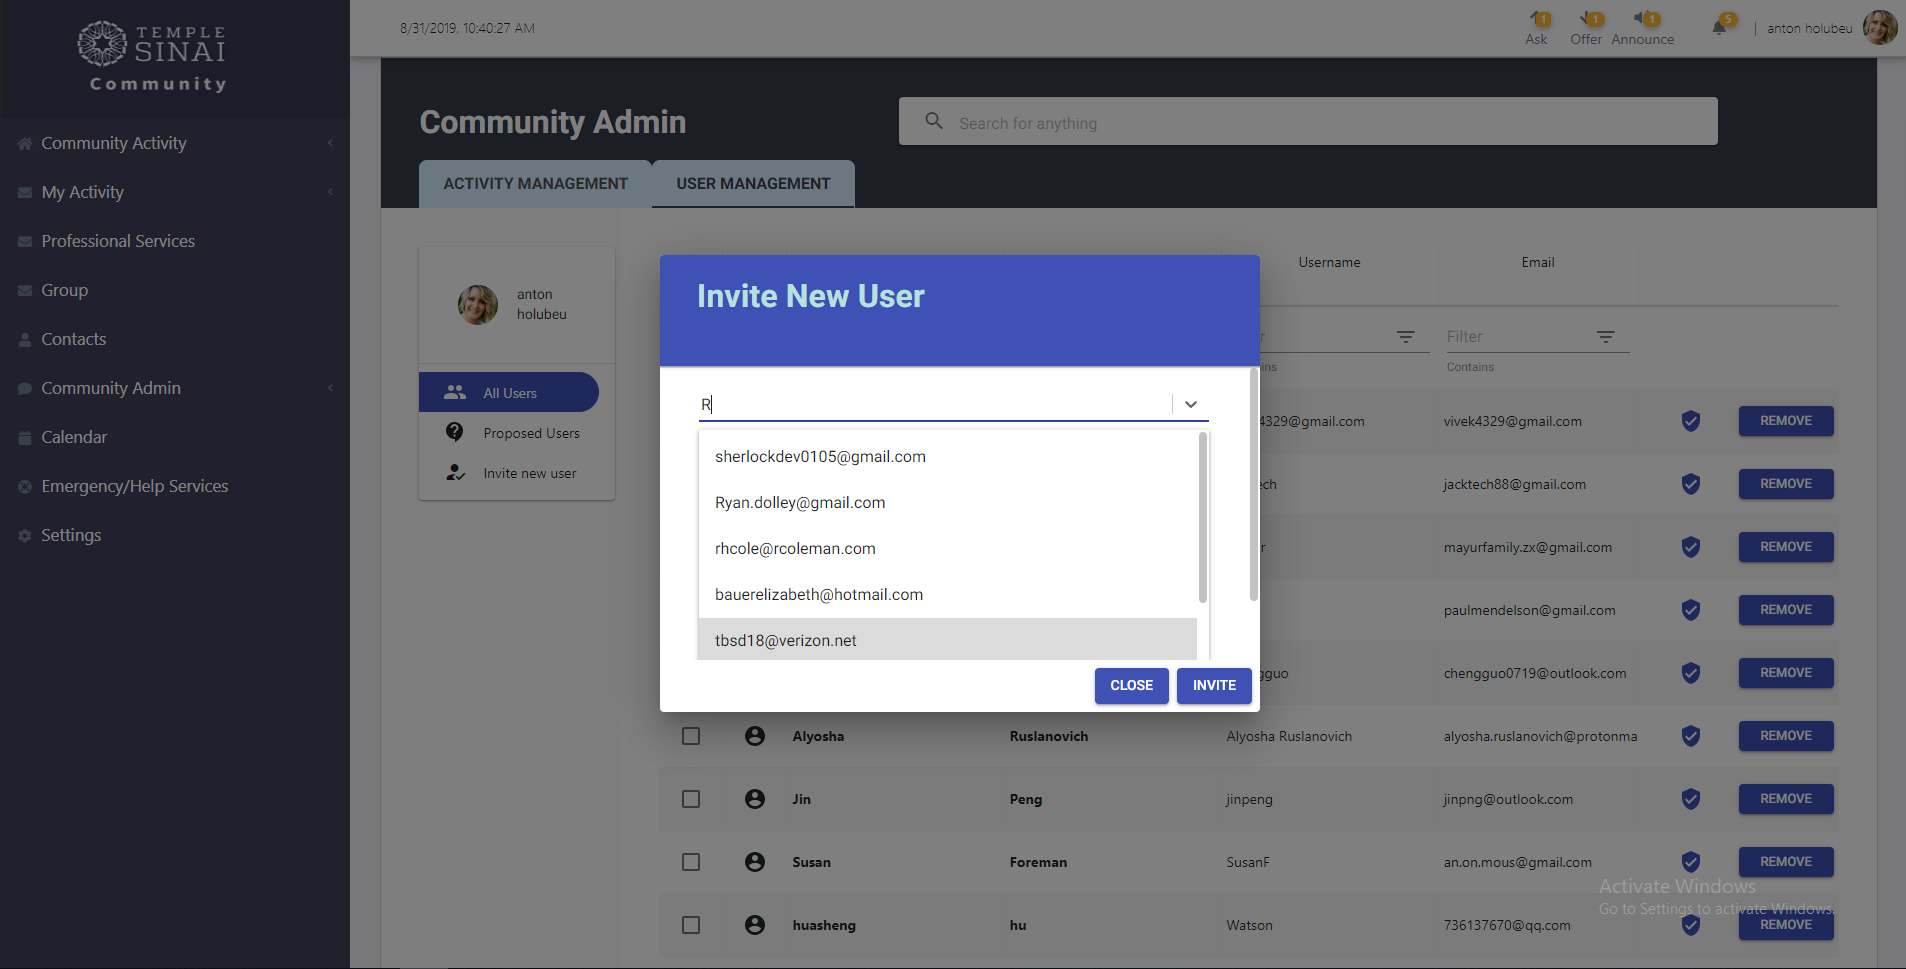 TEMPLE
SINAI
Community
Community Activity
My Activity
Professional Services
Group
Contacts
Community Admin
Calendar
Emergency/Help Services
Settings
8/31/2019, 10:40:27 AM
1
Ask
1
Offer
1
Announce
5
anton holubeu
Community Admin
Search for anything
ACTIVITY MANAGEMENT
USER MANAGEMENT
anton
holubeu
All Users
Proposed Users
Invite new user
Username Email
r Filter
ins Contains
Invite New User
R
sherlockdev0105@gmail.com
Ryan.dolley@gmail.com
rhcole@rcoleman.com
bauerelizabeth@hotmail.com
tbsd18@verizon.net
CLOSE INVITE
4329@gmail.com vivek4329@gmail.com REMOVE
ech jacktech88@gmail.com REMOVE
r mayurfamily.zx@gmail.com REMOVE
paulmendelson@gmail.com REMOVE
gguo chengguo0719@outlook.com REMOVE
Alyosha Ruslanovich Alyosha Ruslanovich alyosha.ruslanovich@protonma REMOVE
Jin Peng jinpeng jinpng@outlook.com REMOVE
Susan Foreman SusanF an.on.mous@gmail.com REMOVE
huasheng hu Watson 736137670@qq.com REMOVE
Activate Windows
Go to Settings to activate Windows.